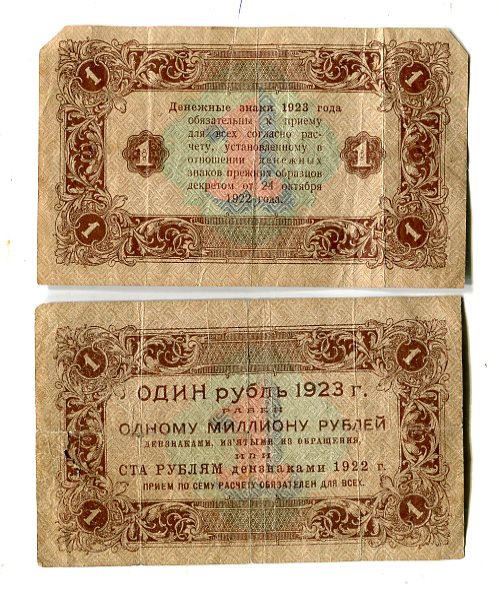 1 1
Денежные знаки 1923 года
обязательны к приему
для всех согласно рас-
чету, установленному в
1 1
отношении денежных
знаков прежних образцов
декретом от 24 октября
1922 года.
1 1
1 1
ОДИН рубль 1923 г.
РАВЕН
ОДНОМУ МИЛЛИОНУ РУБЛЕЙ
ДЕНЗНАКАМИ, ИЗ'ЯТЫМИ ИЗ ОБРАЩЕНИЯ,
ИЛИ
СТА РУБЛЯМ дензнаками 1922 г.
ПРИЕМ ПО СЕМУ РАСЧЕТУ ОБЯЗАТЕЛЕН ДЛЯ ВСЕХ.
1 1